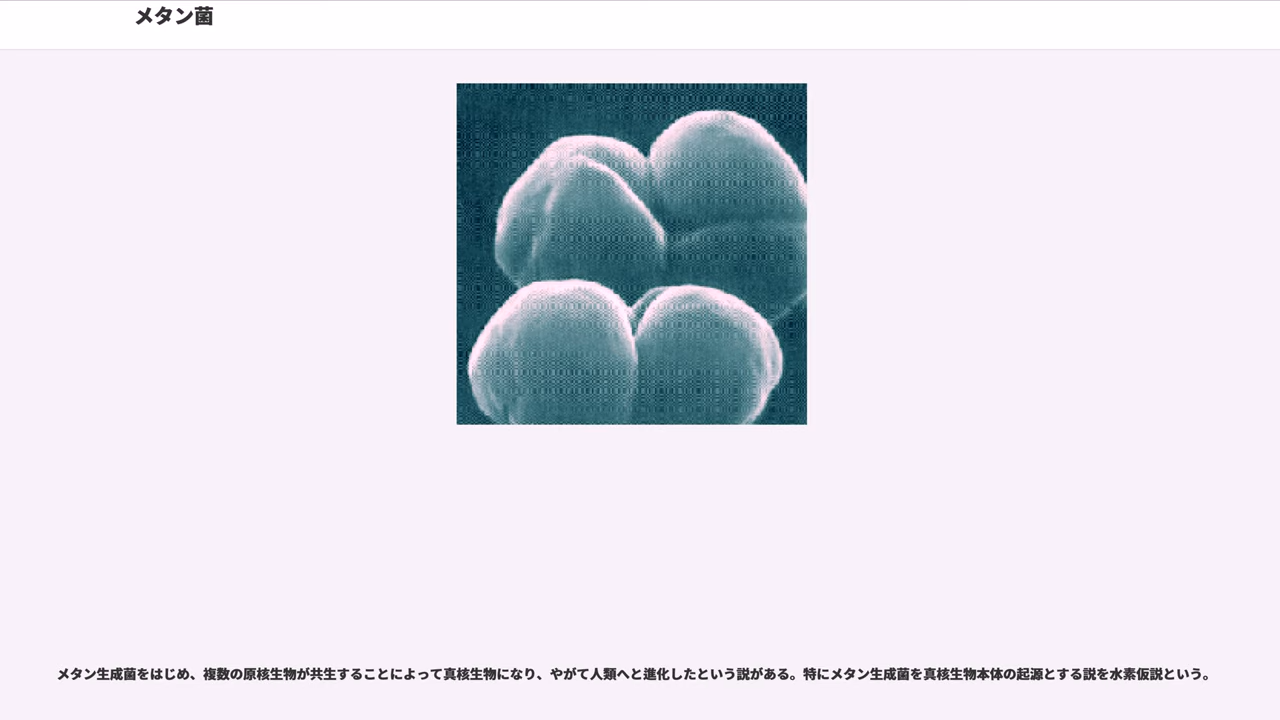 メタン菌
メタン生成菌をはじめ、複数の原核生物が共生することによって真核生物になり、やがて人類へと進化したという説がある。特にメタン生成菌を真核生物本体の起源とする説を水素仮説という。